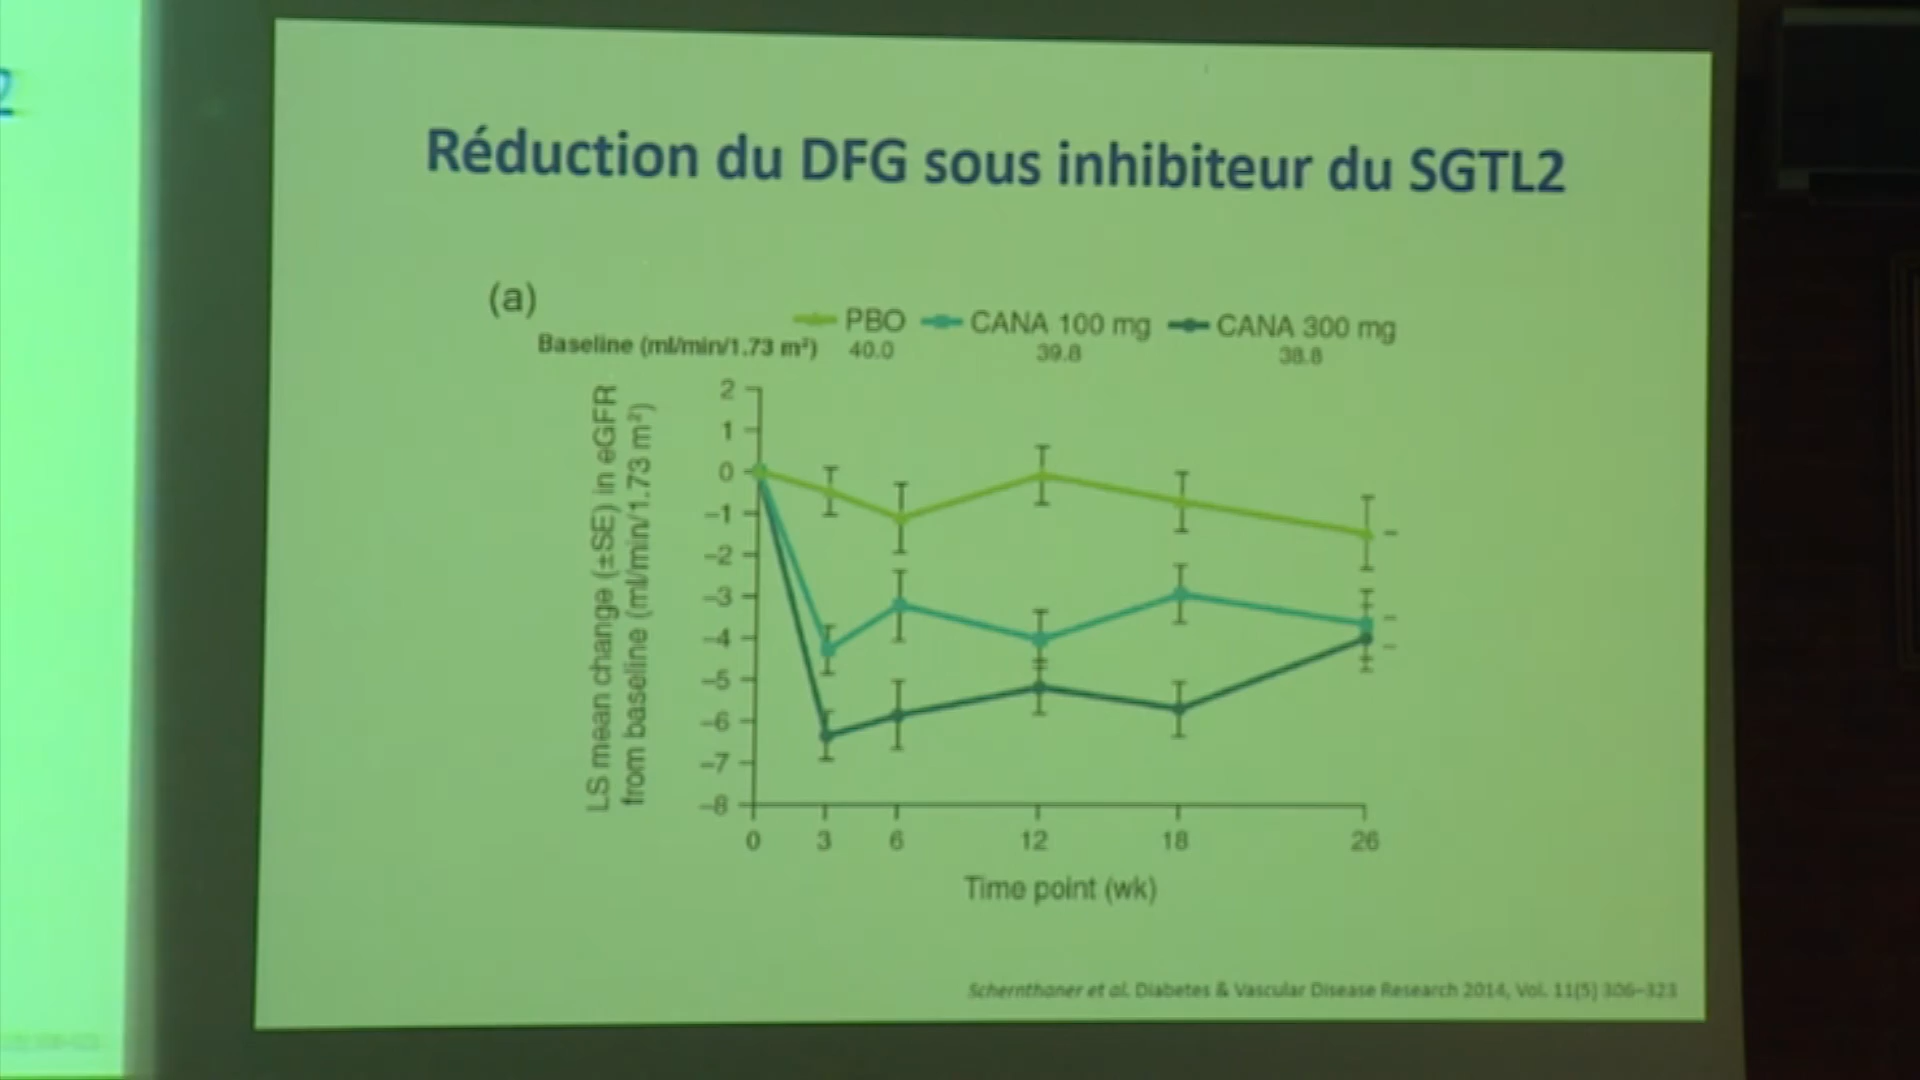 2
Réduction du DFG sous inhibiteur du SGTL2
(a)
PBO CANA 100 mg CANA 300 mg
Baseline (ml/min/1.73 m²) 40.0 39.8 38.8
LS mean change (±SE) in eGFR
from baseline (ml/min/1.73 m²)
2
1
0
–1
–2
–3
–4
–5
–6
–7
–8
0 3 6 12 18 26
Time point (wk)
Schernthaner et al. Diabetes & Vascular Disease Research 2014, Vol. 11(5) 306–323